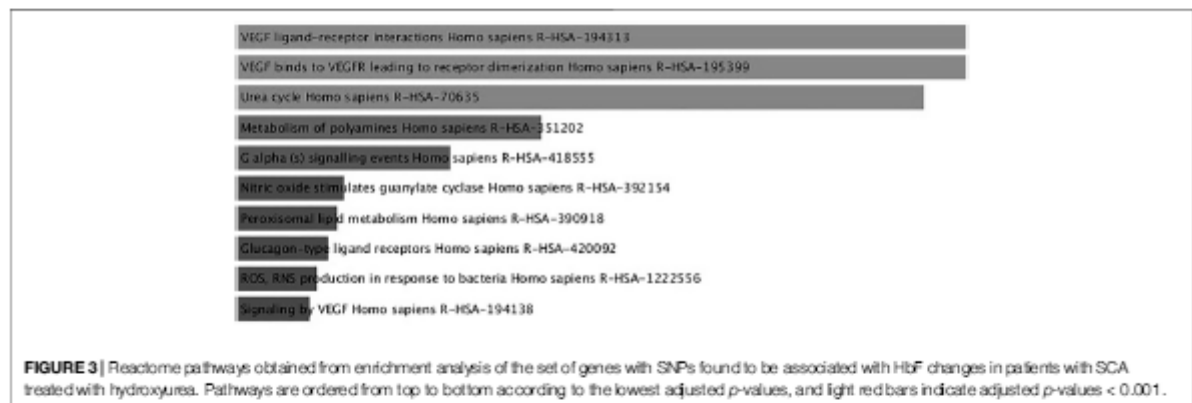 VEGF ligand-receptor interactions Homo sapiens R-HSA-194313
VEGF binds to VEGFR leading to receptor dimerization Homo sapiens R-HSA-195399
Urea cycle Homo sapiens R-HSA-70635
Metabolism of polyamines Homo sapiens R-HSA-351202
G alpha (s) signalling events Homo sapiens R-HSA-418555
Nitric oxide stimulates guanylate cyclase Homo sapiens R-HSA-392154
Peroxisomal lipid metabolism Homo sapiens R-HSA-390918
Glucagon-type ligand receptors Homo sapiens R-HSA-420092
ROS, RNS production in response to bacteria Homo sapiens R-HSA-1222556
Signaling by VEGF Homo sapiens R-HSA-194138
FIGURE 3 | Reactome pathways obtained from enrichment analysis of the set of genes with SNPs found to be associated with HbF changes in patients with SCA
treated with hydroxyurea. Pathways are ordered from top to bottom according to the lowest adjusted p-values, and light red bars indicate adjusted p-values < 0.001.